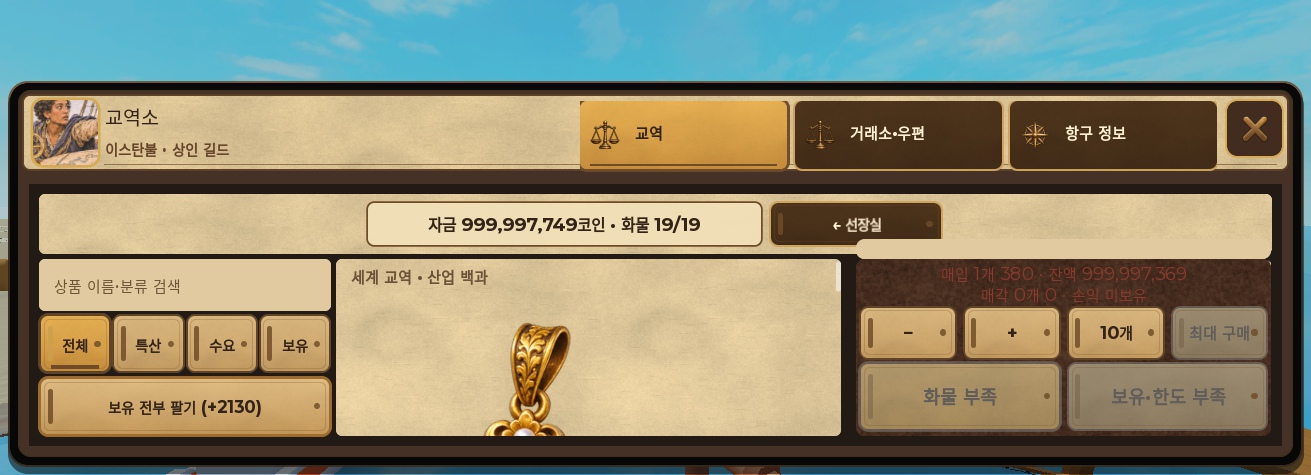 교역소
이스탄불 • 상인 길드
교역
거래소•우편
항구 정보
자금 999,997,749코인 • 화물 19/19
← 선장실
상품 이름·분류 검색
전체
특산
수요
보유
보유 전부 팔기 (+2130)
세계 교역 • 산업 백과
매입 1개 380 · 잔액 999,997,369
매각 0개 0 · 손익 미보유
−
+
10개
최대 구매
화물 부족
보유·한도 부족